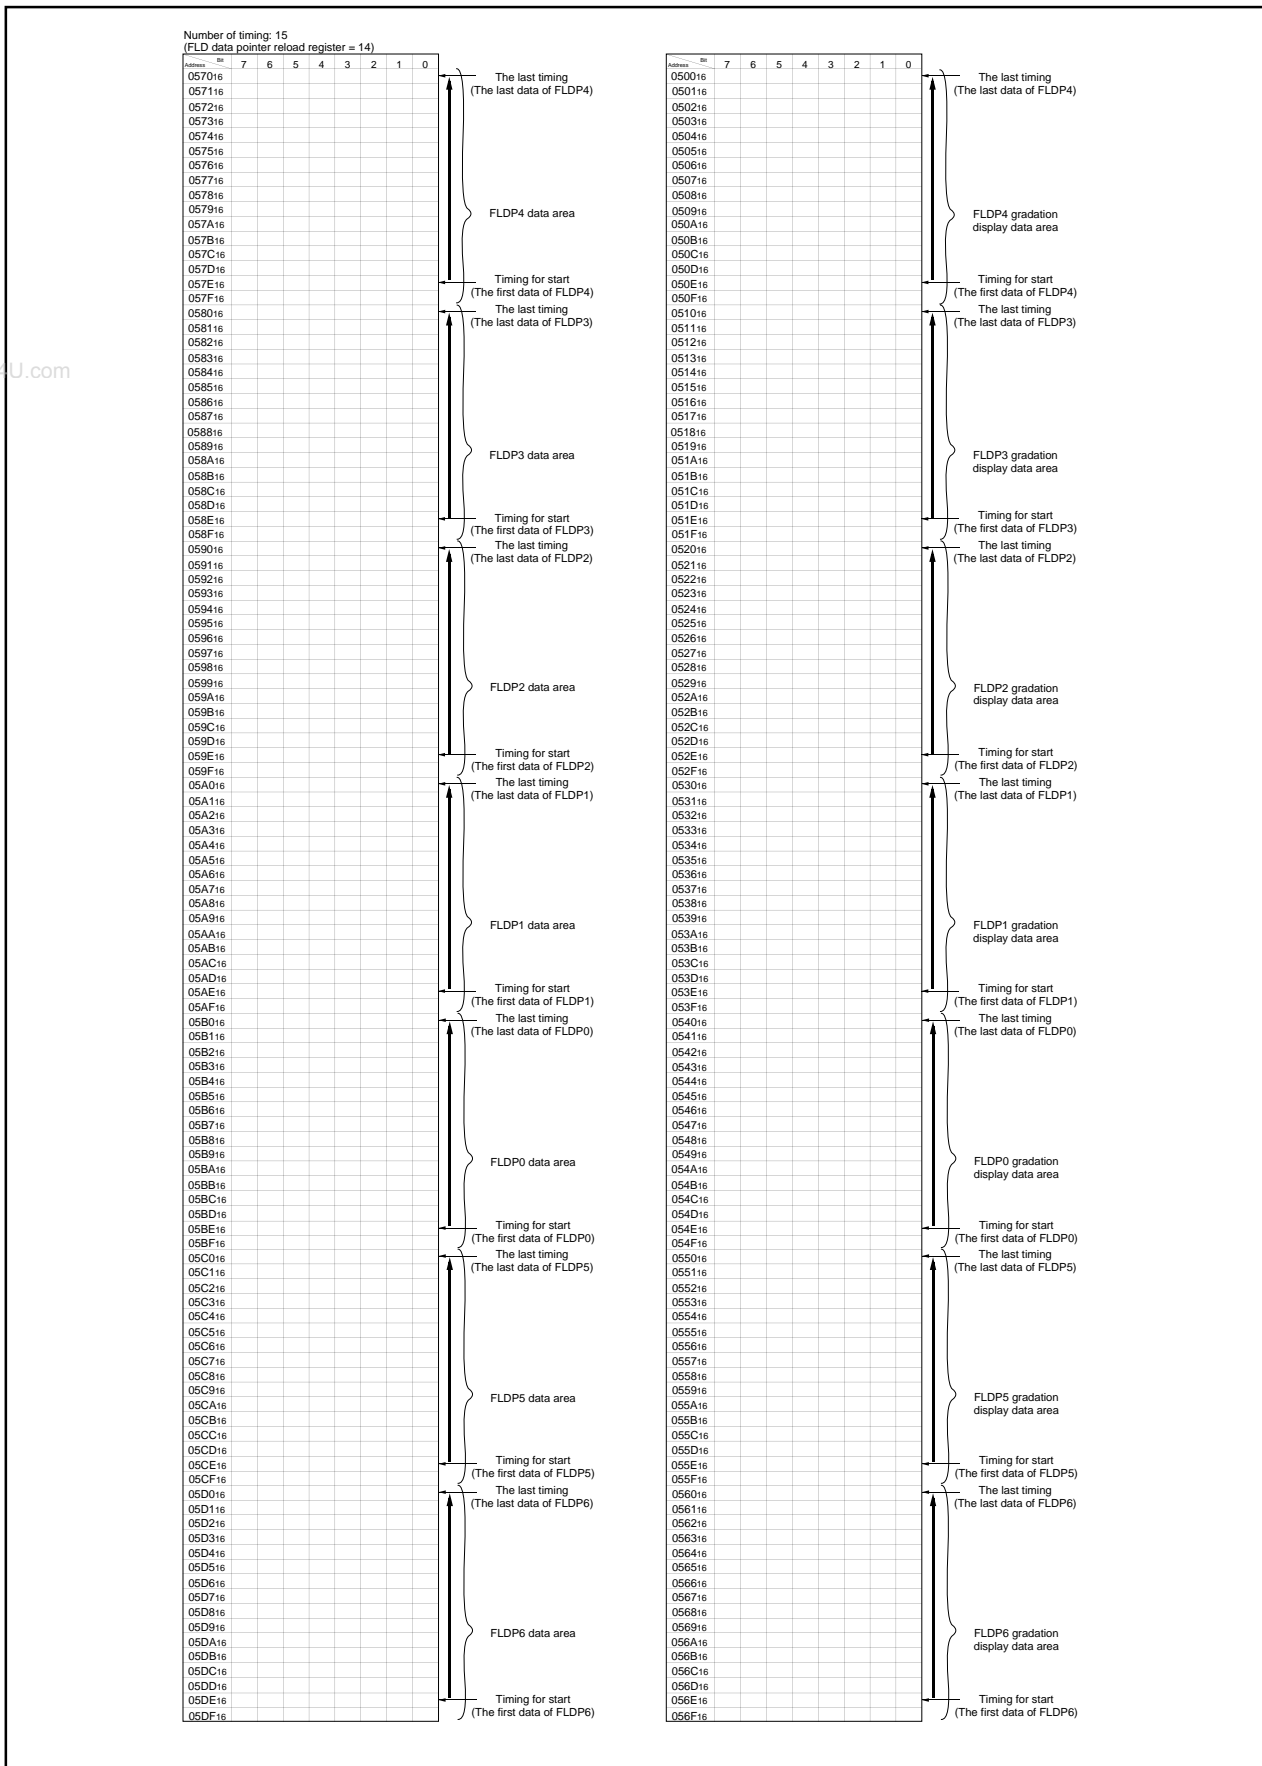 Number of timing: 15
(FLD data pointer reload register = 14)
Bit
Address 7 6 5 4 3 2 1 0
057016
057116
057216
057316
057416
057516
057616
057716
057816
057916
057A16
057B16
057C16
057D16
057E16
057F16
058016
058116
058216
058316
058416
058516
058616
058716
058816
058916
058A16
058B16
058C16
058D16
058E16
058F16
059016
059116
059216
059316
059416
059516
059616
059716
059816
059916
059A16
059B16
059C16
059D16
059E16
059F16
05A016
05A116
05A216
05A316
05A416
05A516
05A616
05A716
05A816
05A916
05AA16
05AB16
05AC16
05AD16
05AE16
05AF16
05B016
05B116
05B216
05B316
05B416
05B516
05B616
05B716
05B816
05B916
05BA16
05BB16
05BC16
05BD16
05BE16
05BF16
05C016
05C116
05C216
05C316
05C416
05C516
05C616
05C716
05C816
05C916
05CA16
05CB16
05CC16
05CD16
05CE16
05CF16
05D016
05D116
05D216
05D316
05D416
05D516
05D616
05D716
05D816
05D916
05DA16
05DB16
05DC16
05DD16
05DE16
05DF16
The last timing
(The last data of FLDP4)
FLDP4 data area
Timing for start
(The first data of FLDP4)
The last timing
(The last data of FLDP3)
FLDP3 data area
Timing for start
(The first data of FLDP3)
The last timing
(The last data of FLDP2)
FLDP2 data area
Timing for start
(The first data of FLDP2)
The last timing
(The last data of FLDP1)
FLDP1 data area
Timing for start
(The first data of FLDP1)
The last timing
(The last data of FLDP0)
FLDP0 data area
Timing for start
(The first data of FLDP0)
The last timing
(The last data of FLDP5)
FLDP5 data area
Timing for start
(The first data of FLDP5)
The last timing
(The last data of FLDP6)
FLDP6 data area
Timing for start
(The first data of FLDP6)
Bit
Address 7 6 5 4 3 2 1 0
050016
050116
050216
050316
050416
050516
050616
050716
050816
050916
050A16
050B16
050C16
050D16
050E16
050F16
051016
051116
051216
051316
051416
051516
051616
051716
051816
051916
051A16
051B16
051C16
051D16
051E16
051F16
052016
052116
052216
052316
052416
052516
052616
052716
052816
052916
052A16
052B16
052C16
052D16
052E16
052F16
053016
053116
053216
053316
053416
053516
053616
053716
053816
053916
053A16
053B16
053C16
053D16
053E16
053F16
054016
054116
054216
054316
054416
054516
054616
054716
054816
054916
054A16
054B16
054C16
054D16
054E16
054F16
055016
055116
055216
055316
055416
055516
055616
055716
055816
055916
055A16
055B16
055C16
055D16
055E16
055F16
056016
056116
056216
056316
056416
056516
056616
056716
056816
056916
056A16
056B16
056C16
056D16
056E16
056F16
The last timing
(The last data of FLDP4)
FLDP4 gradation
display data area
Timing for start
(The first data of FLDP4)
The last timing
(The last data of FLDP3)
FLDP3 gradation
display data area
Timing for start
(The first data of FLDP3)
The last timing
(The last data of FLDP2)
FLDP2 gradation
display data area
Timing for start
(The first data of FLDP2)
The last timing
(The last data of FLDP1)
FLDP1 gradation
display data area
Timing for start
(The first data of FLDP1)
The last timing
(The last data of FLDP0)
FLDP0 gradation
display data area
Timing for start
(The first data of FLDP0)
The last timing
(The last data of FLDP5)
FLDP5 gradation
display data area
Timing for start
(The first data of FLDP5)
The last timing
(The last data of FLDP6)
FLDP6 gradation
display data area
Timing for start
(The first data of FLDP6)
4U.com